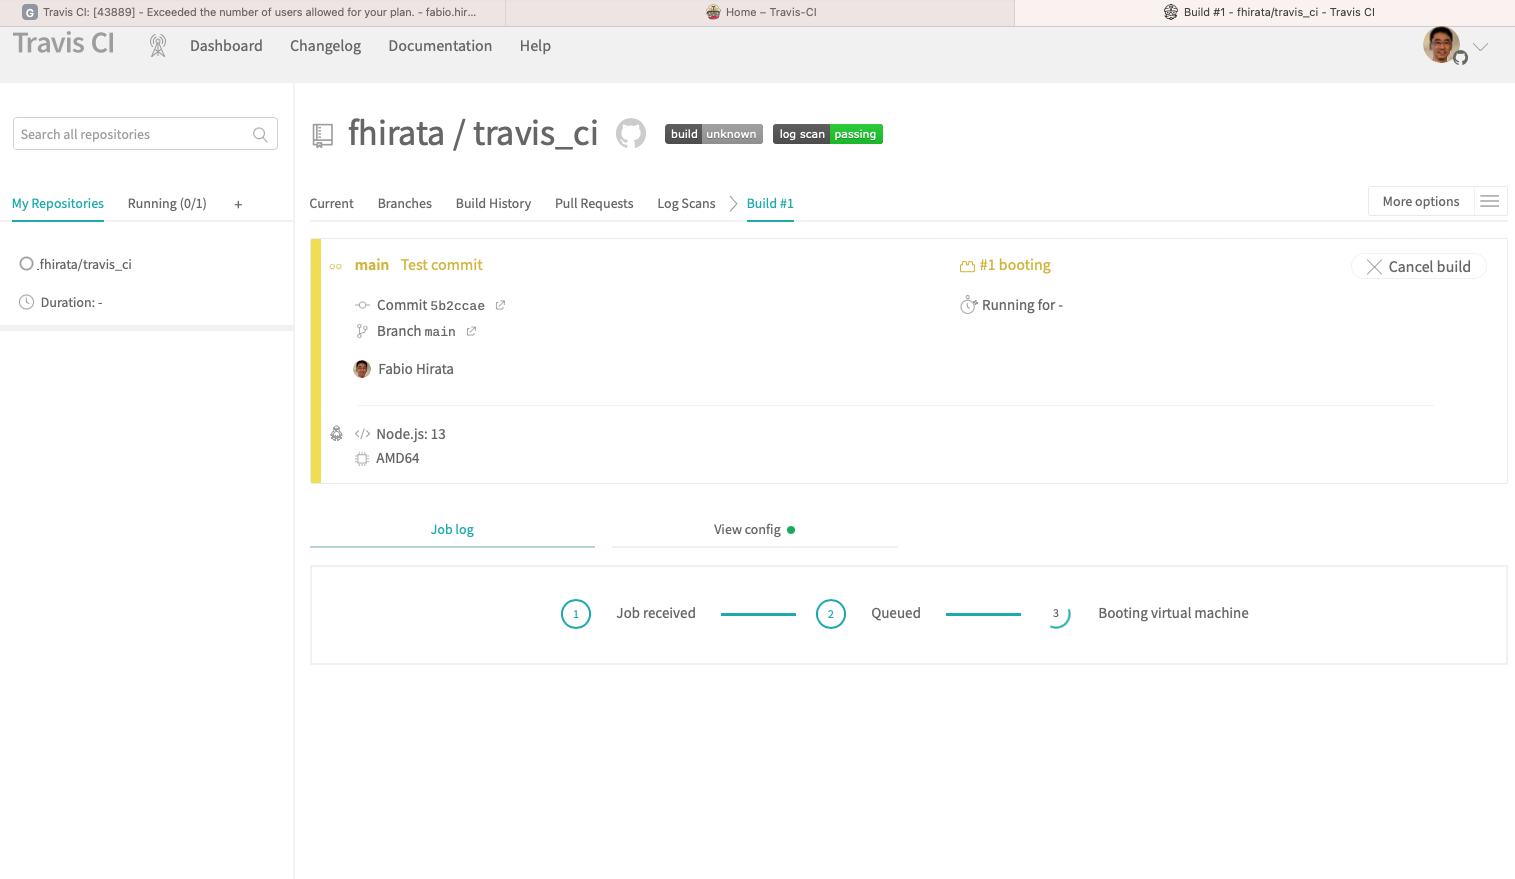 G Travis CI: [43889] - Exceeded the number of users allowed for your plan. - fabio.hir...
Home – Travis-CI
Build #1 - fhirata/travis_ci - Travis CI
Travis CI
Dashboard
Changelog
Documentation
Help
Search all repositories
fhirata / travis_ci
build unknown
log scan passing
My Repositories
Running (0/1)
+
Current
Branches
Build History
Pull Requests
Log Scans
Build #1
More options
fhirata/travis_ci
Duration: -
main Test commit
#1 booting
Cancel build
Commit 5b2ccae
Running for -
Branch main
Fabio Hirata
</> Node.js: 13
AMD64
Job log
View config
1 Job received
2 Queued
3 Booting virtual machine